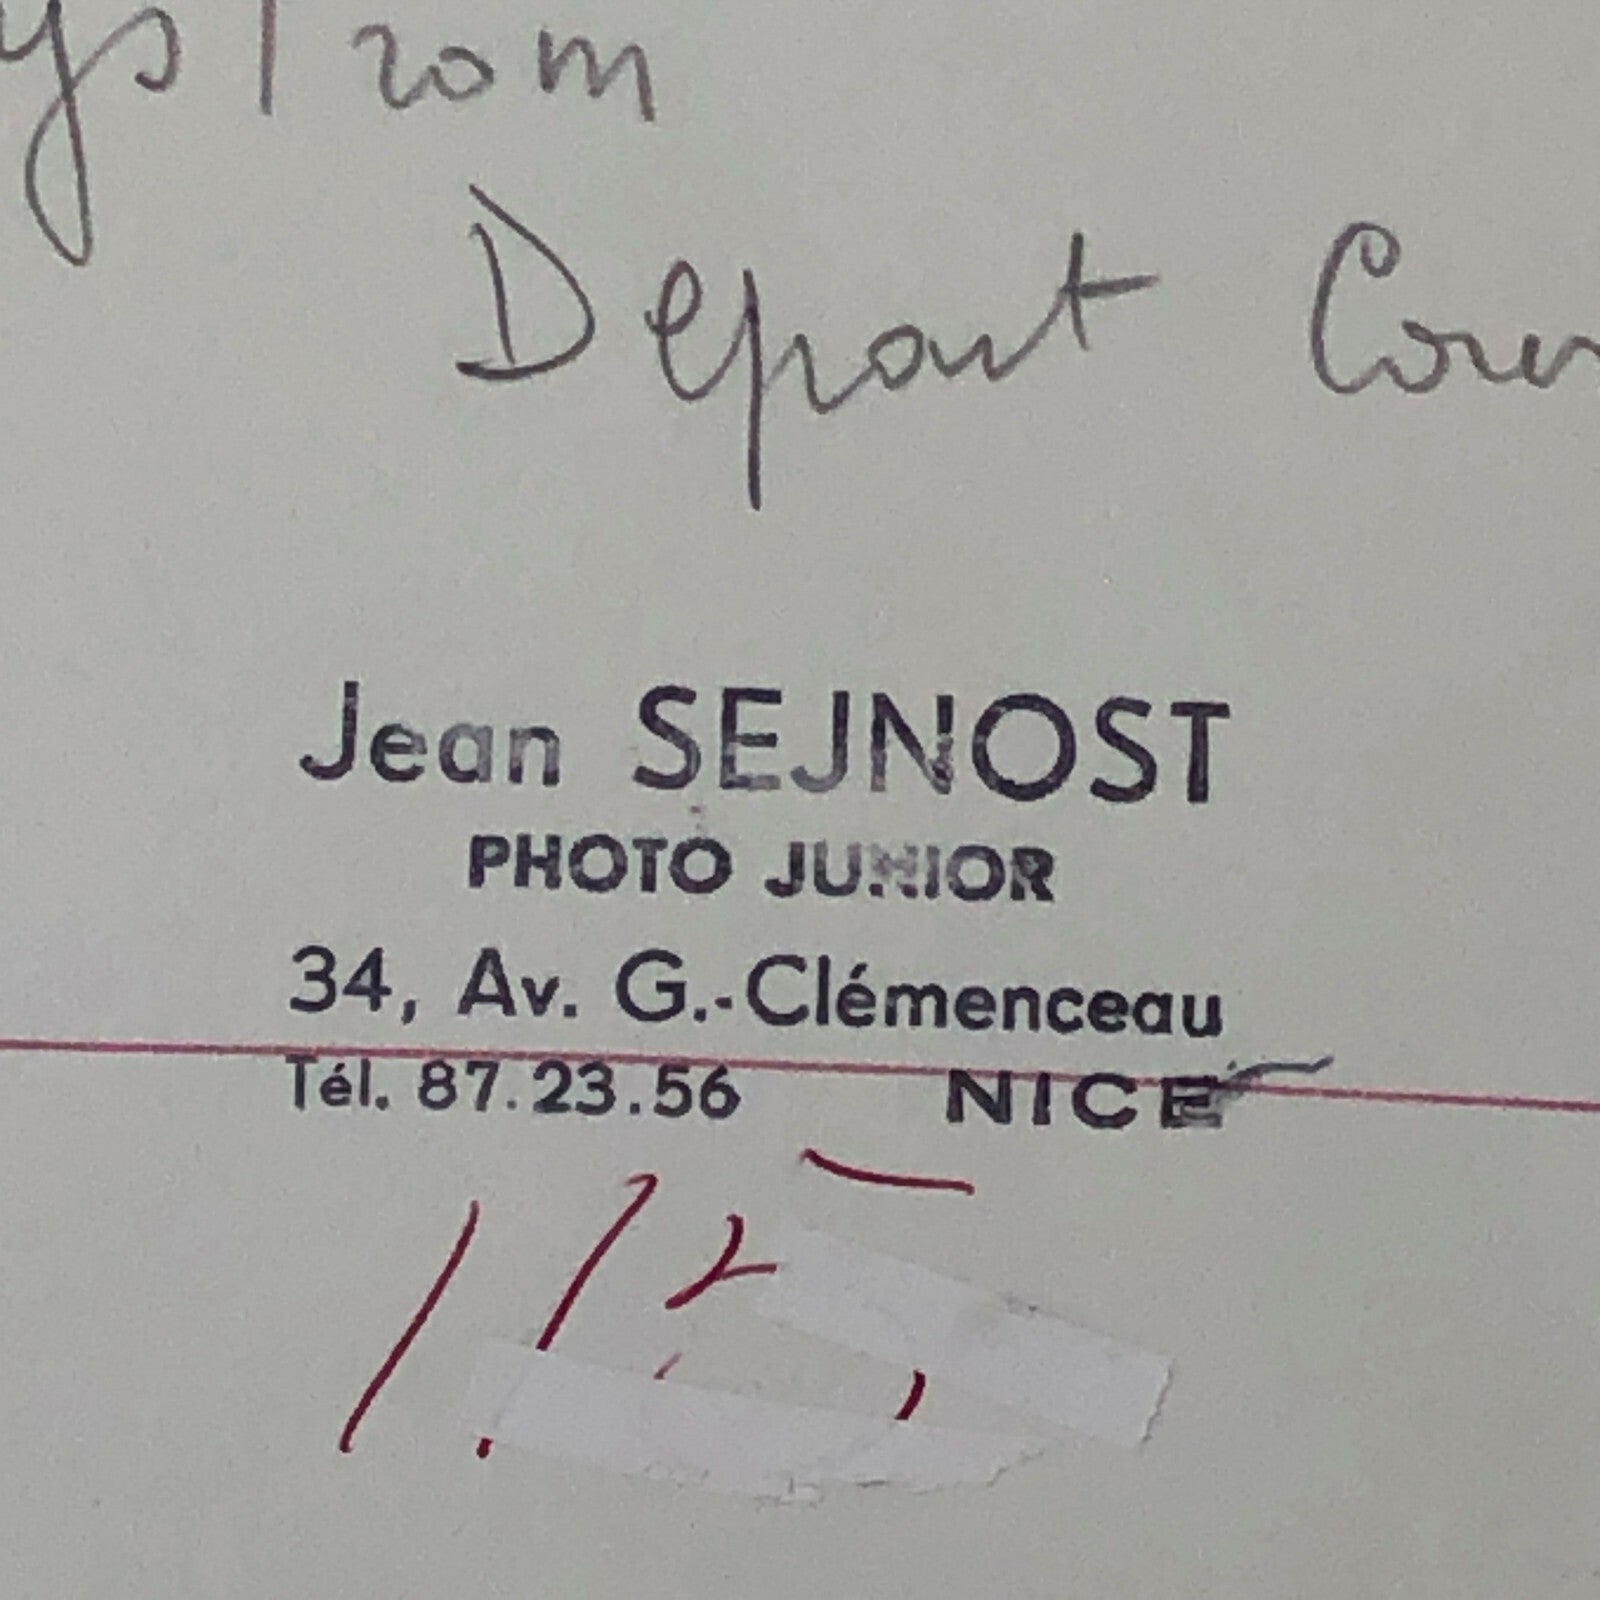 ystrom
Depart
Jean SEJNOST
PHOTO JUNIOR
34, Av. G.-Clémenceau
Tél. 87.23.56 NICE